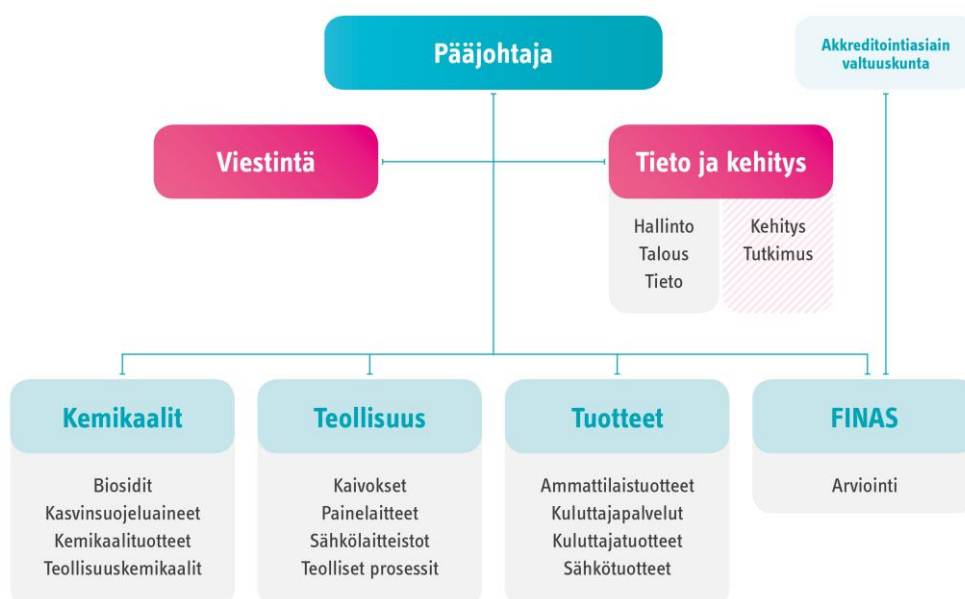 Pääjohtaja
Akkreditointiasiain
valtuuskunta
Viestintä
Tieto ja kehitys
Hallinto
Talous
Tieto
Kehitys
Tutkimus
Kemikaalit
Biosidit
Kasvinsuojeluaineet
Kemikaalituotteet
Teollisuuskemikaalit
Teollisuus
Kaivokset
Painelaitteet
Sähkölaitteistot
Teolliset prosessit
Tuotteet
Ammattilaistuotteet
Kuluttajapalvelut
Kuluttajatuotteet
Sähkötuotteet
FINAS
Arviointi